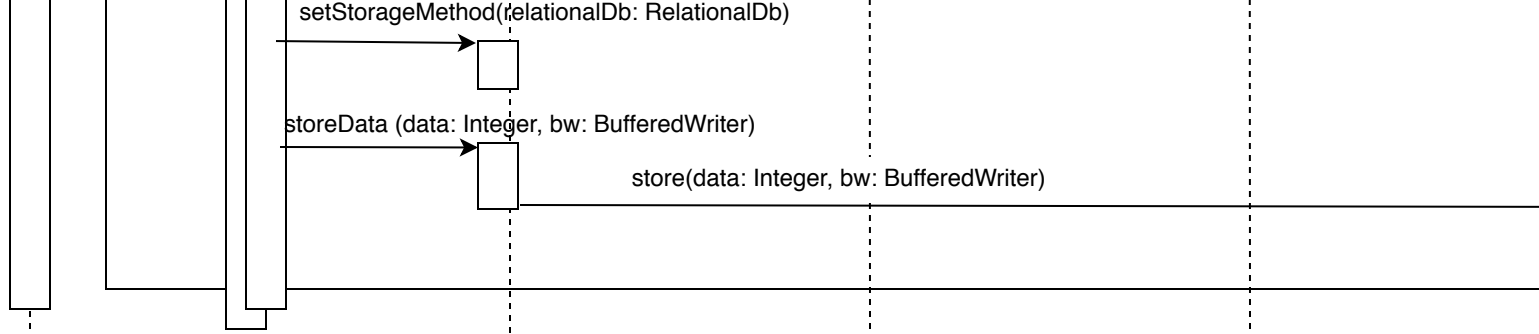 setStorageMethod(relationalDb: RelationalDb)
storeData (data: Integer, bw: BufferedWriter)
store(data: Integer, bw: BufferedWriter)